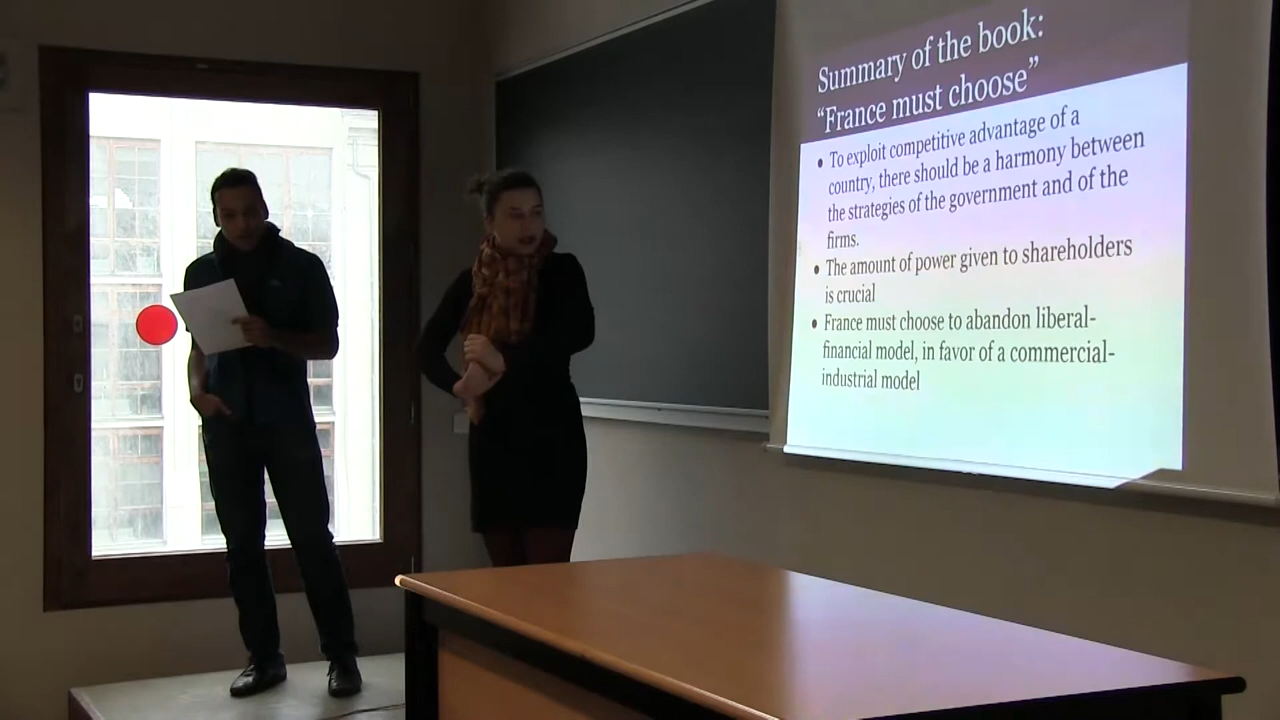 Summary of the book:
“France must choose”
• To exploit competitive advantage of a
country, there should be a harmony between
the strategies of the government and of the
firms.
• The amount of power given to shareholders
is crucial
• France must choose to abandon liberal-
financial model, in favor of a commercial-
industrial model